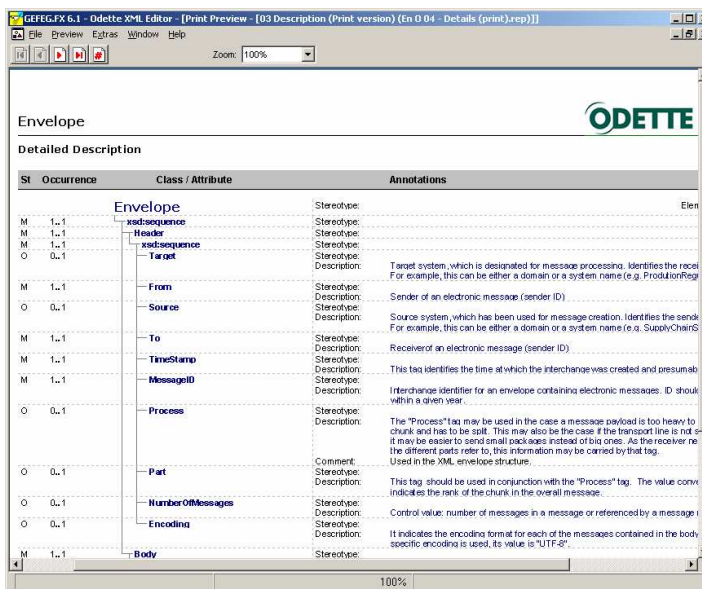 GEFEG.FX 6.1 - Odette XML Editor - [Print Preview - [03 Description (Print version) (En O 04 - Details (print).rep)]]
File Preview Extras Window Help
Zoom: 100%
Envelope
ODETTE
Detailed Description
St Occurrence Class / Attribute Annotations
Envelope Stereotype: Elem
M 1..1 xsd:sequence Stereotype:
M 1..1 Header Stereotype:
M 1..1 xsd:sequence Stereotype:
O 0..1 Target Stereotype:
Description: Target system, which is designated for message processing. Identifies the recei
For example, this can be either a domain or a system name (e.g. ProdutionRegu
M 1..1 From Stereotype:
Description: Sender of an electronic message (sender ID)
O 0..1 Source Stereotype:
Description: Source system, which has been used for message creation. Identifies the sende
For example, this can be either a domain or a system name (e.g. SupplyChainS
M 1..1 To Stereotype:
Description: Receiverof an electronic message (sender ID)
M 1..1 TimeStamp Stereotype:
Description: This tag identifies the time at which the interchange was created and presumab
M 1..1 MessageID Stereotype:
Description: Interchange identifier for an envelope containing electronic messages. ID should
within a given year.
O 0..1 Process Stereotype:
Description: The "Process" tag may be used in the case a message payload is too heavy to
chunk and has to be split. This may also be the case if the transport line is not s
it may be easier to send small packages instead of big ones. As the receiver ne
the different parts refer to, this information may be carried by that tag.
Comment: Used in the XML envelope structure.
O 0..1 Part Stereotype:
Description: This tag should be used in conjunction with the "Process" tag. The value conve
indicates the rank of the chunk in the overall message.
O 0..1 NumberOfMessages Stereotype:
Description: Control value: number of messages in a message or referenced by a message
O 0..1 Encoding Stereotype:
Description: It indicates the encoding format for each of the messages contained in the body
specific encoding is used, its value is "UTF-8".
M 1..1 Body Stereotype:
100%